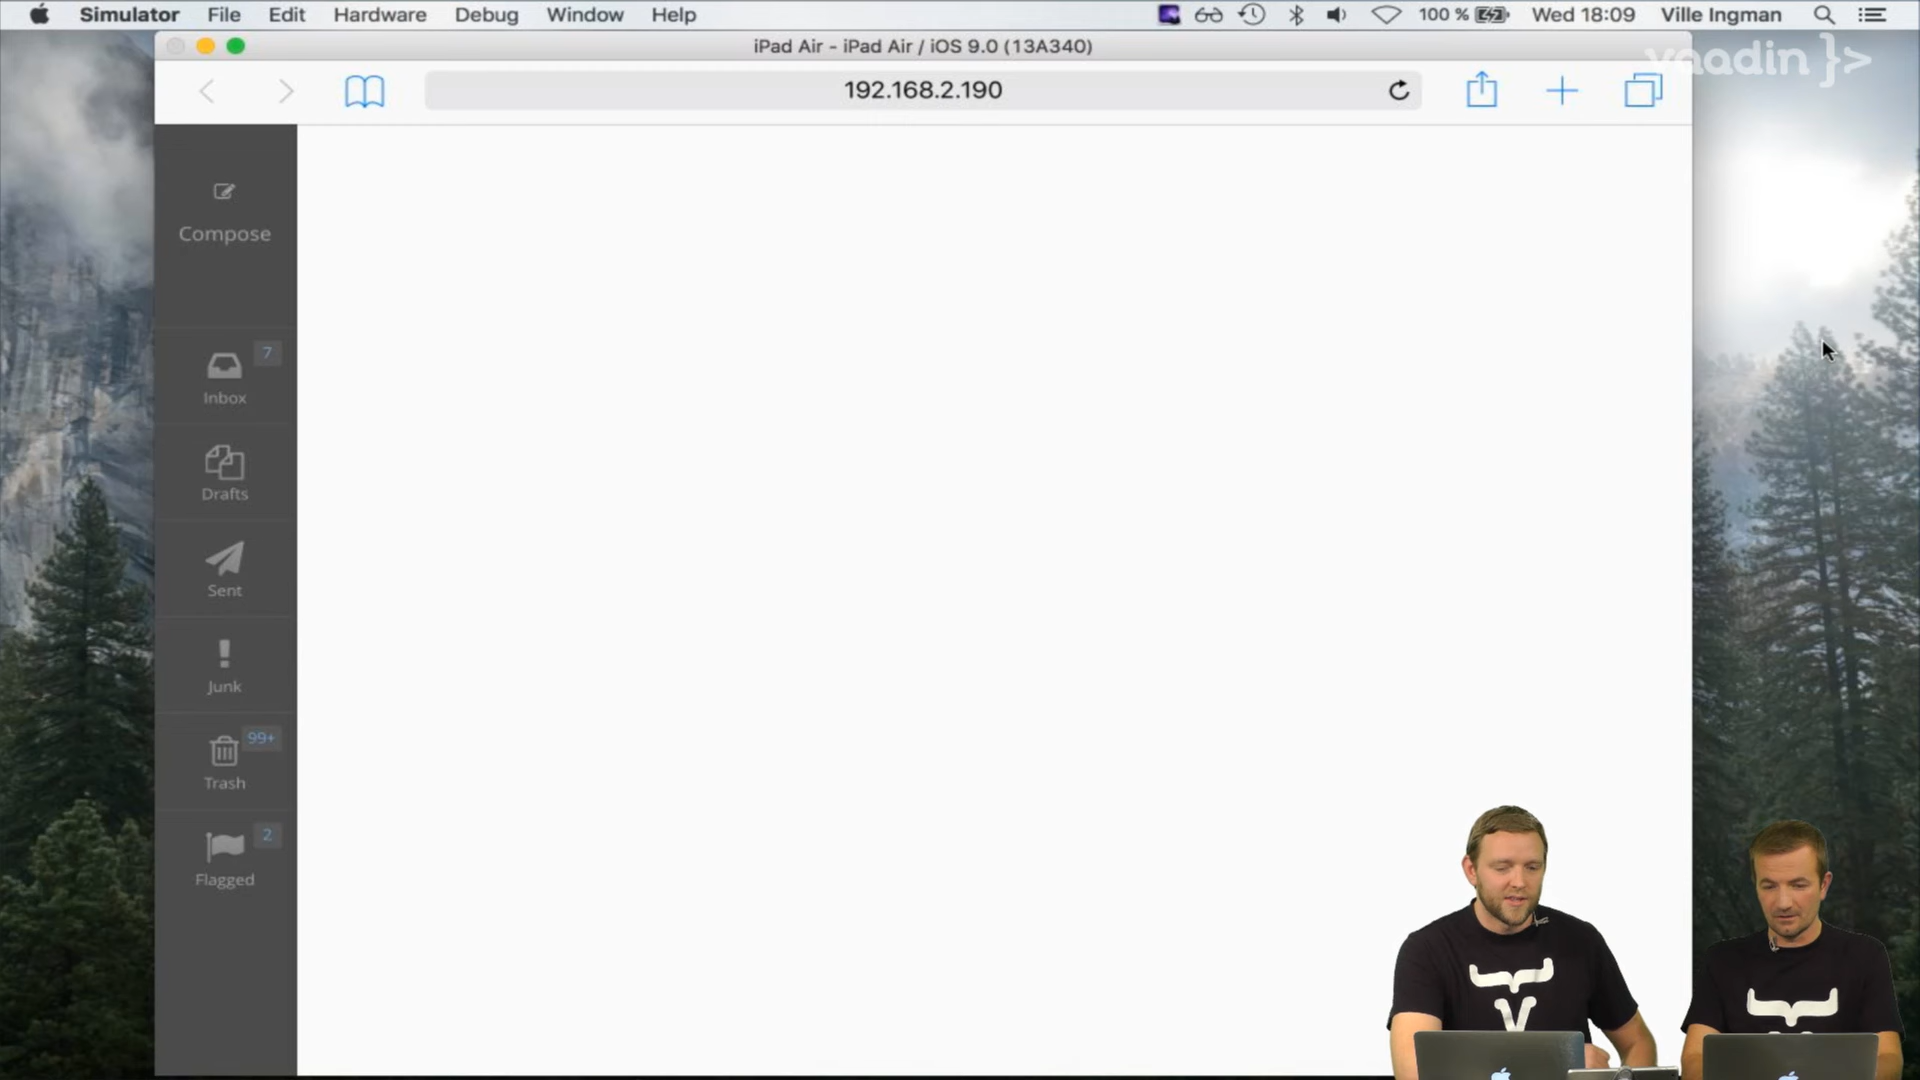 Simulator File Edit Hardware Debug Window Help 100 % Wed 18:09 Ville Ingman
iPad Air - iPad Air / iOS 9.0 (13A340)
vaadin }>
192.168.2.190
Compose
7
Inbox
Drafts
Sent
Junk
99+
Trash
2
Flagged